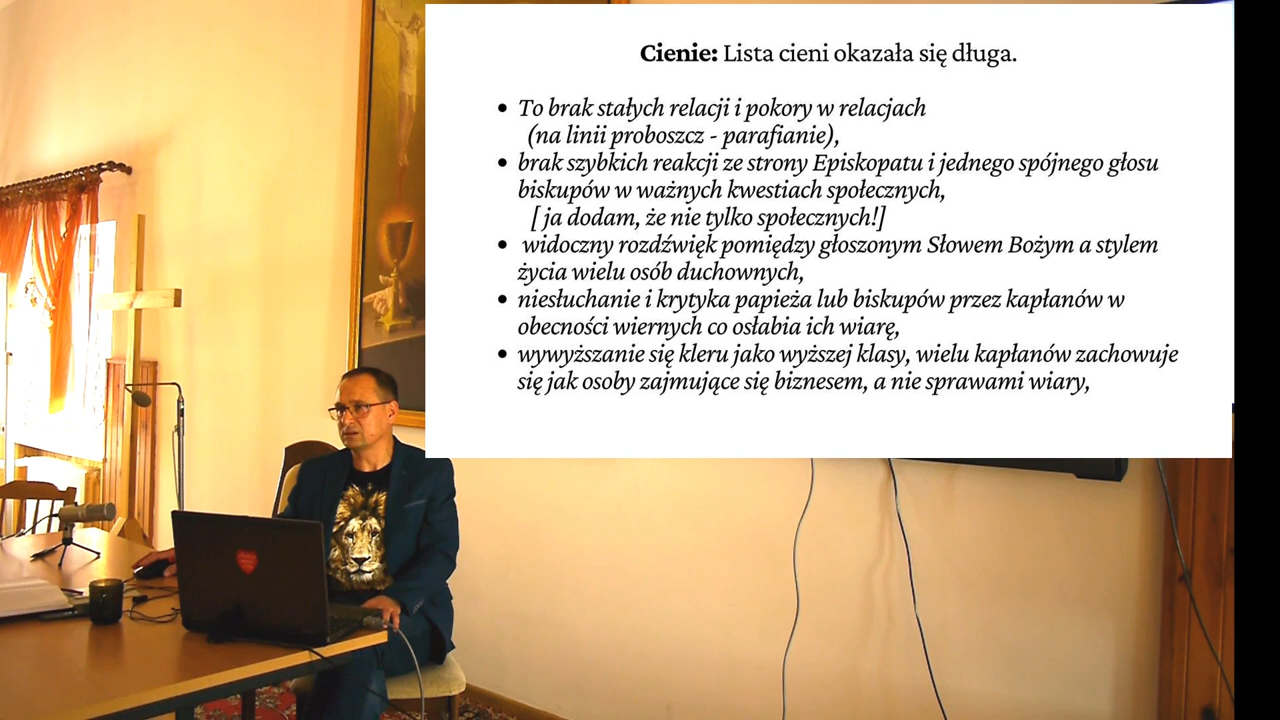 Cienie: Lista cieni okazała się długa.
• To brak stałych relacji i pokory w relacjach
(na linii proboszcz - parafianie),
• brak szybkich reakcji ze strony Episkopatu i jednego spójnego głosu
biskupów w ważnych kwestiach społecznych,
[ ja dodam, że nie tylko społecznych!]
• widoczny rozdźwięk pomiędzy głoszonym Słowem Bożym a stylem
życia wielu osób duchownych,
• niesłuchanie i krytyka papieża lub biskupów przez kapłanów w
obecności wiernych co osłabia ich wiarę,
• wywyższanie się kleru jako wyższej klasy, wielu kapłanów zachowuje
się jak osoby zajmujące się biznesem, a nie sprawami wiary,